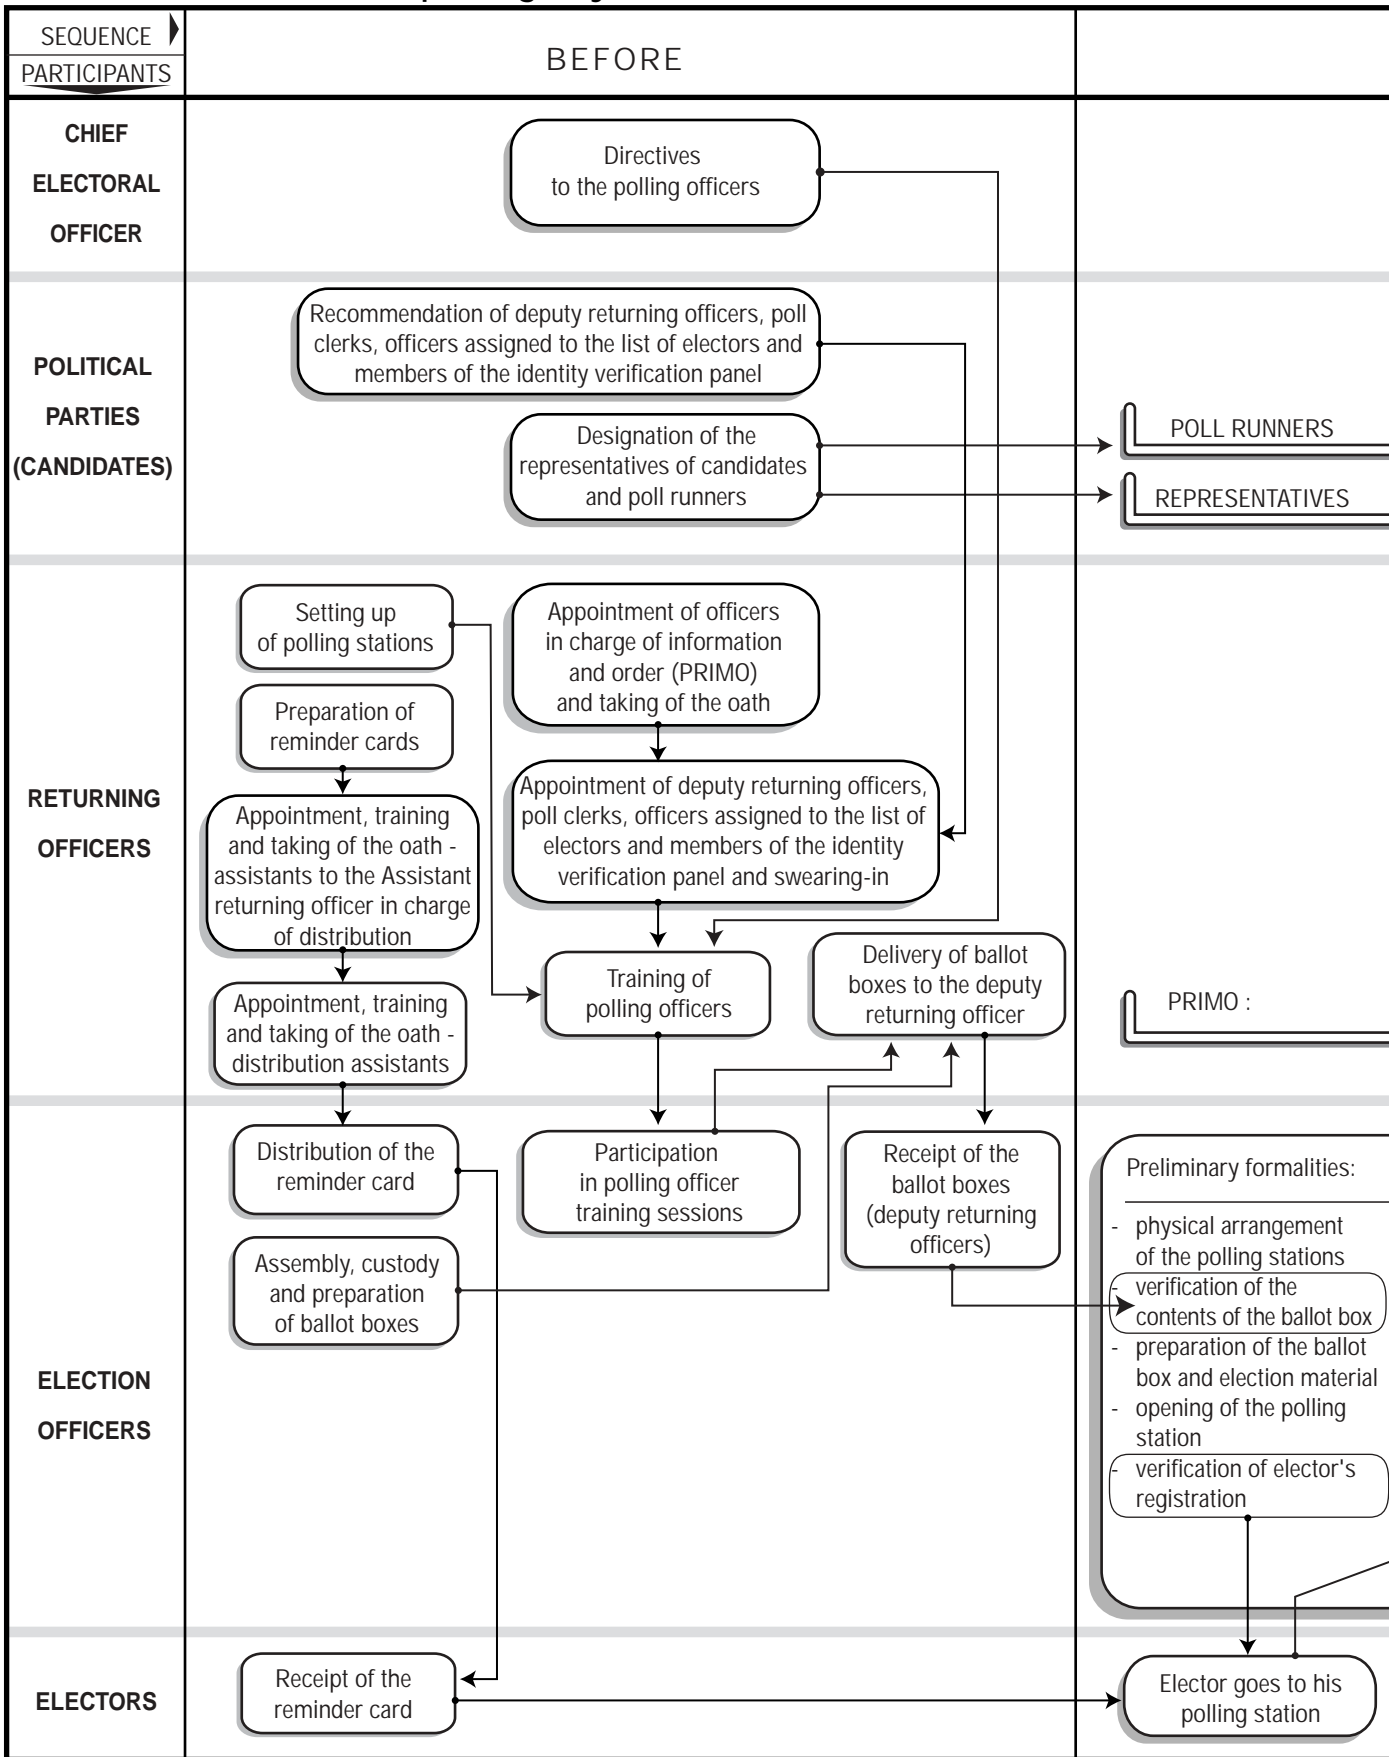 SEQUENCE
PARTICIPANTS
BEFORE
CHIEF
ELECTORAL
OFFICER
Directives
to the polling officers
POLITICAL
PARTIES
(CANDIDATES)
Recommendation of deputy returning officers, poll
clerks, officers assigned to the list of electors and
members of the identity verification panel
Designation of the
representatives of candidates
and poll runners
POLL RUNNERS
REPRESENTATIVES
RETURNING
OFFICERS
Setting up
of polling stations
Preparation of
reminder cards
Appointment, training
and taking of the oath -
assistants to the Assistant
returning officer in charge
of distribution
Appointment, training
and taking of the oath -
distribution assistants
Appointment of officers
in charge of information
and order (PRIMO)
and taking of the oath
Appointment of deputy returning officers,
poll clerks, officers assigned to the list of
electors and members of the identity
verification panel and swearing-in
Training of
polling officers
Delivery of ballot
boxes to the deputy
returning officer
PRIMO :
ELECTION
OFFICERS
Distribution of the
reminder card
Assembly, custody
and preparation
of ballot boxes
Participation
in polling officer
training sessions
Receipt of the
ballot boxes
(deputy returning
officers)
Preliminary formalities:
- physical arrangement
of the polling stations
- verification of the
contents of the ballot box
- preparation of the ballot
box and election material
- opening of the polling
station
- verification of elector's
registration
ELECTORS
Receipt of the
reminder card
Elector goes to his
polling station